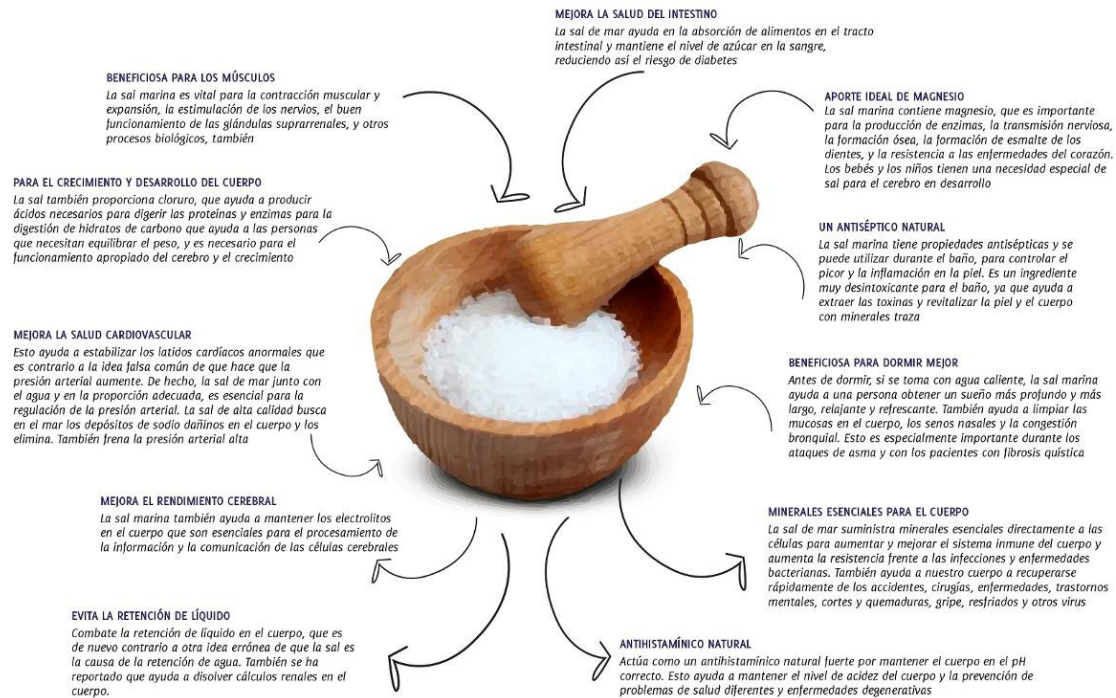 MEJORA LA SALUD DEL INTESTINO
La sal de mar ayuda en la absorción de alimentos en el tracto
intestinal y mantiene el nivel de azúcar en la sangre,
reduciendo así el riesgo de diabetes
BENEFICIOSA PARA LOS MÚSCULOS
La sal marina es vital para la contracción muscular y
expansión, la estimulación de los nervios, el buen
funcionamiento de las glándulas suprarrenales, y otros
procesos biológicos, también
APORTE IDEAL DE MAGNESIO
La sal marina contiene magnesio, que es importante
para la producción de enzimas, la transmisión nerviosa,
la formación ósea, la formación de esmalte de los
dientes, y la resistencia a las enfermedades del corazón.
Los bebés y los niños tienen una necesidad especial de
sal para el cerebro en desarrollo
PARA EL CRECIMIENTO Y DESARROLLO DEL CUERPO
La sal también proporciona cloruro, que ayuda a producir
ácidos necesarios para digerir las proteínas y enzimas para la
digestión de hidratos de carbono que ayuda a las personas
que necesitan equilibrar el peso, y es necesario para el
funcionamiento apropiado del cerebro y el crecimiento
UN ANTISÉPTICO NATURAL
La sal marina tiene propiedades antisépticas y se
puede utilizar durante el baño, para controlar el
picor y la inflamación en la piel. Es un ingrediente
muy desintoxicante para el baño, ya que ayuda a
extraer las toxinas y revitalizar la piel y el cuerpo
con minerales traza
MEJORA LA SALUD CARDIOVASCULAR
Esto ayuda a estabilizar los latidos cardíacos anormales que
es contrario a la idea falsa común de que hace que la
presión arterial aumente. De hecho, la sal de mar junto con
el agua y en la proporción adecuada, es esencial para la
regulación de la presión arterial. La sal de alta calidad busca
en el mar los depósitos de sodio dañinos en el cuerpo y los
elimina. También frena la presión arterial alta
BENEFICIOSA PARA DORMIR MEJOR
Antes de dormir, si se toma con agua caliente, la sal marina
ayuda a una persona obtener un sueño más profundo y más
largo, relajante y refrescante. También ayuda a limpiar las
mucosas en el cuerpo, los senos nasales y la congestión
bronquial. Esto es especialmente importante durante los
ataques de asma y con los pacientes con fibrosis quística
MEJORA EL RENDIMIENTO CEREBRAL
La sal marina también ayuda a mantener los electrolitos
en el cuerpo que son esenciales para el procesamiento de
la información y la comunicación de las células cerebrales
MINERALES ESENCIALES PARA EL CUERPO
La sal de mar suministra minerales esenciales directamente a las
células para aumentar y mejorar el sistema inmune del cuerpo y
aumenta la resistencia frente a las infecciones y enfermedades
bacterianas. También ayuda a nuestro cuerpo a recuperarse
rápidamente de los accidentes, cirugías, enfermedades, trastornos
mentales, cortes y quemaduras, gripe, resfriados y otros virus
EVITA LA RETENCIÓN DE LÍQUIDO
Combate la retención de líquido en el cuerpo, que es
de nuevo contrario a otra idea errónea de que la sal es
la causa de la retención de agua. También se ha
reportado que ayuda a disolver cálculos renales en el
cuerpo.
ANTIHISTAMÍNICO NATURAL
Actúa como un antihistamínico natural fuerte por mantener el cuerpo en el pH
correcto. Esto ayuda a mantener el nivel de acidez del cuerpo y la prevención de
problemas de salud diferentes y enfermedades degenerativas